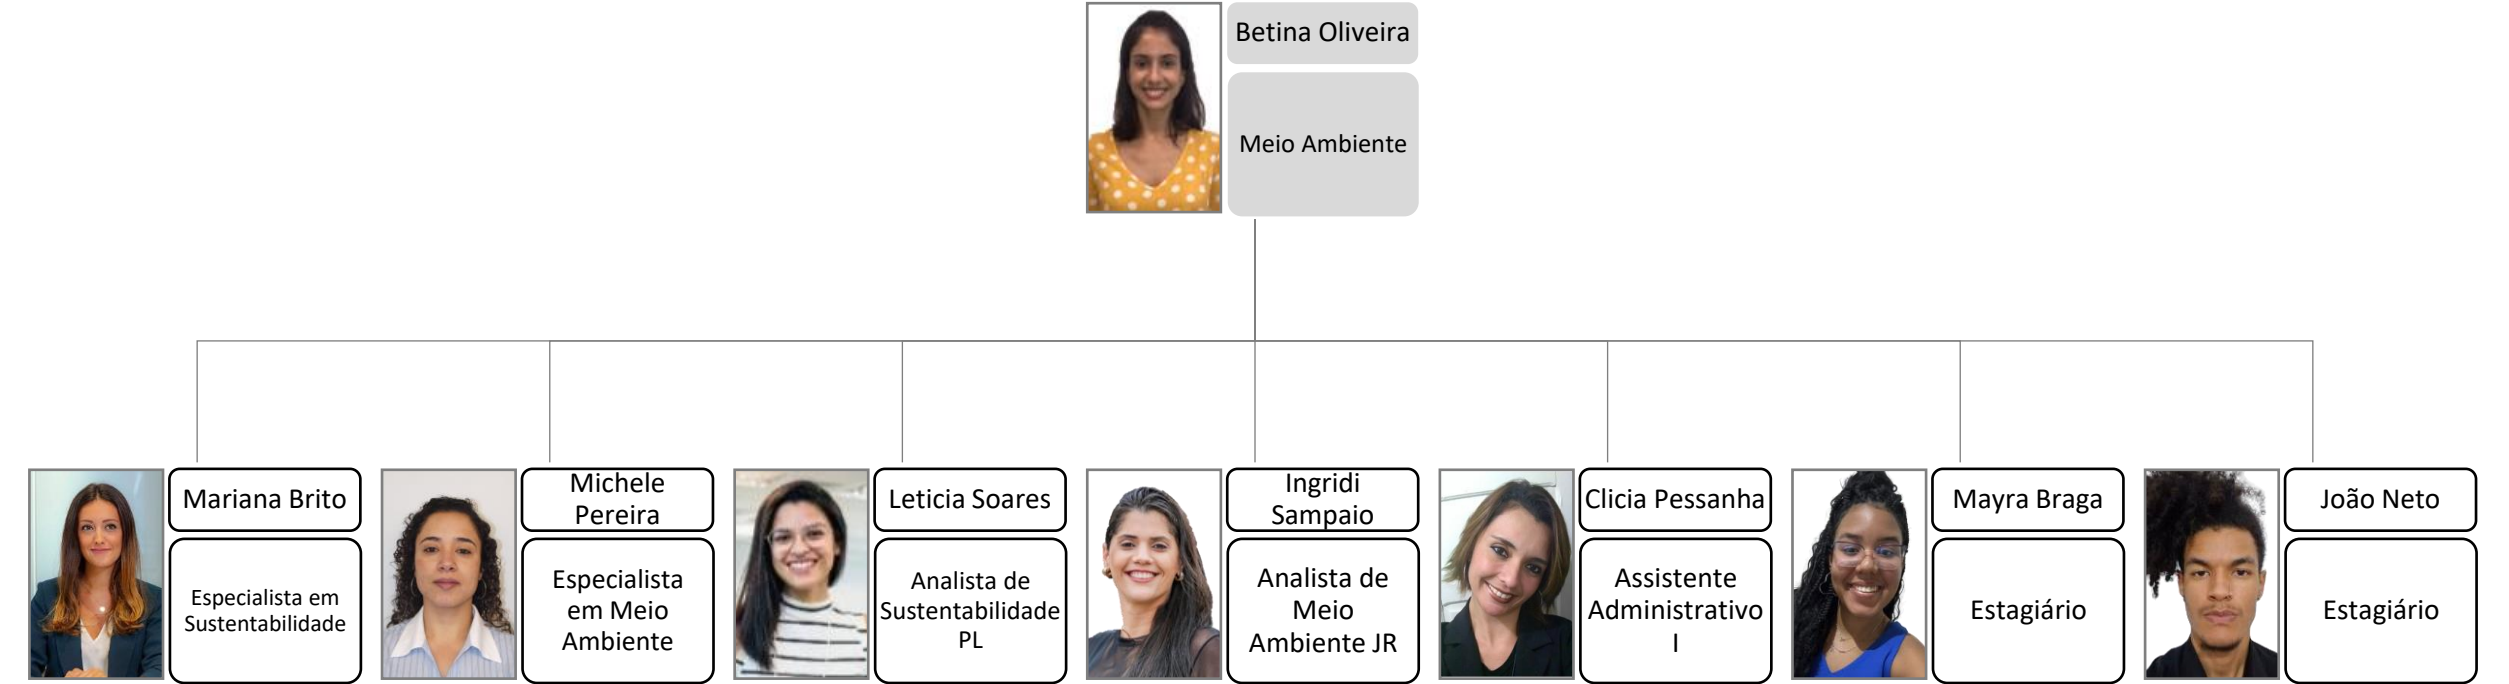 Betina Oliveira
Meio Ambiente
Mariana Brito
Especialista em
Sustentabilidade
Michele
Pereira
Especialista
em Meio
Ambiente
Leticia Soares
Analista de
Sustentabilidade
PL
Ingridi
Sampaio
Analista de
Meio
Ambiente JR
Clicia Pessanha
Assistente
Administrativo
I
Mayra Braga
Estagiário
João Neto
Estagiário